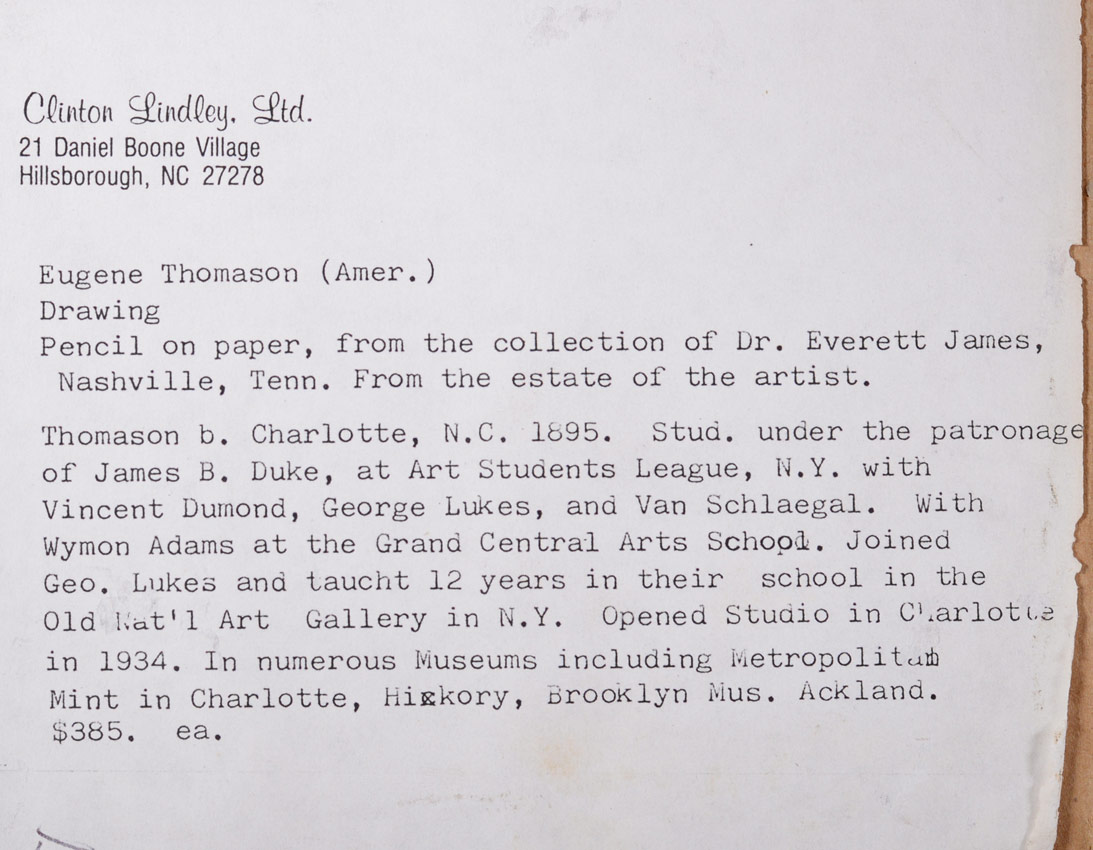 Clinton Lindley, Ltd.
21 Daniel Boone Village
Hillsborough, NC 27278
Eugene Thomason (Amer.)
Drawing
Pencil on paper, from the collection of Dr. Everett James,
Nashville, Tenn. From the estate of the artist.
Thomason b. Charlotte, N.C. 1895. Stud. under the patronage
of James B. Duke, at Art Students League, N.Y. with
Vincent Dumond, George Lukes, and Van Schlaegal. With
Wymon Adams at the Grand Central Arts School. Joined
Geo. Lukes and taucht 12 years in their school in the
Old Nat'l Art Gallery in N.Y. Opened Studio in Charlotte
in 1934. In numerous Museums including Metropolitan
Mint in Charlotte, Hickory, Brooklyn Mus. Ackland.
$385. ea.